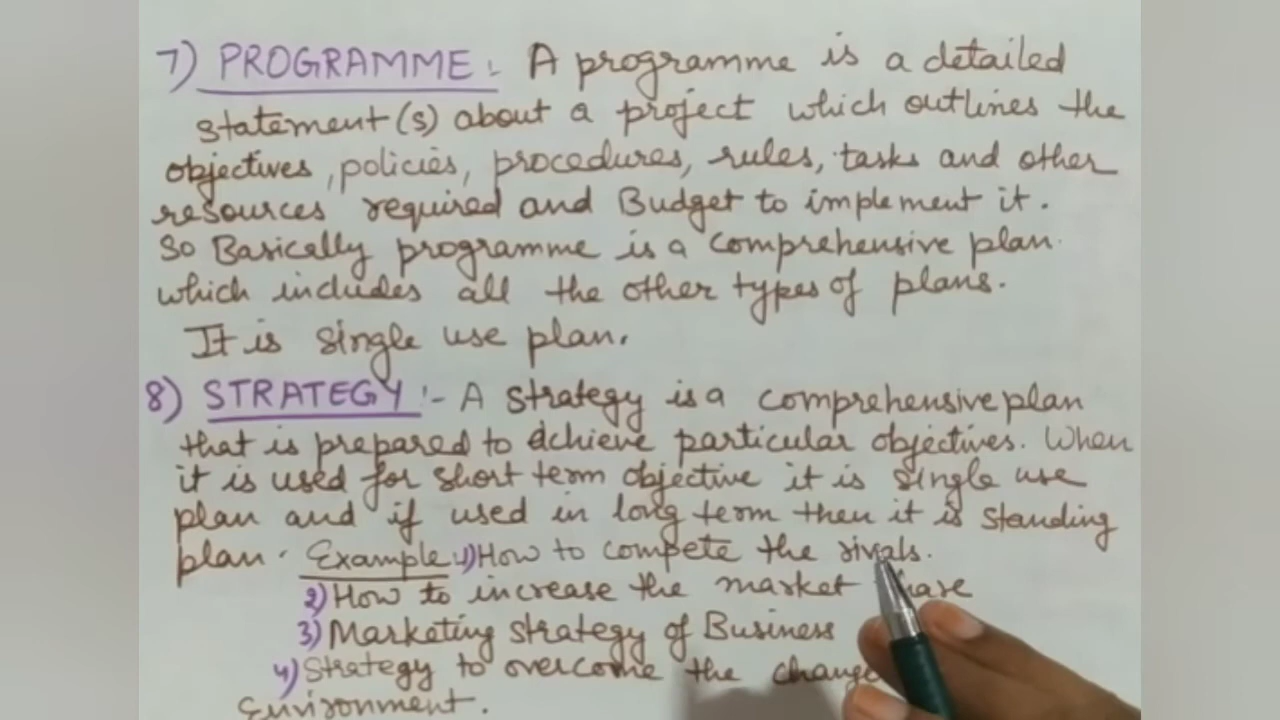 7) PROGRAMME :- A programme is a detailed
statement(s) about a project which outlines the
objectives, policies, procedures, rules, tasks and other
resources required and Budget to implement it.
So Basically programme is a comprehensive plan
which includes all the other types of plans.
It is single use plan.
8) STRATEGY :- A strategy is a comprehensive plan
that is prepared to achieve particular objectives. When
it is used for short term objective it is single use
plan and if used in long term then it is standing
plan. Example 1) How to compete the rivals.
2) How to increase the market
3) Marketing strategy of Business
4) Strategy to overcome the
Environment.